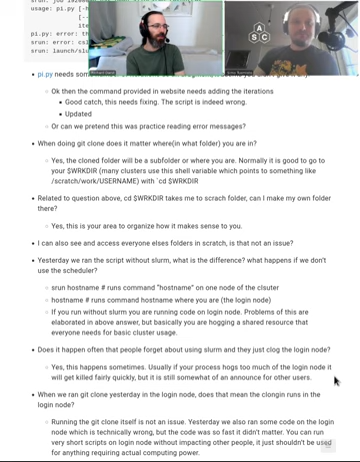 usage: pi.py [-h
[--
ite
pi.py: error: th
srun: error: csl
srun: launch/sl
pi.py needs som
Ok then the command provided in website needs adding the iterations
Good catch, this needs fixing. The script is indeed wrong.
Updated
Or can we pretend this was practice reading error messages?
When doing git clone does it matter where(in what folder) you are in?
Yes, the cloned folder will be a subfolder or where you are. Normally it is good to go to
your $WRKDIR (many clusters use this shell variable which points to something like
/scratch/work/USERNAME) with `cd $WRKDIR
Related to question above, cd $WRKDIR takes me to scrach folder, can I make my own folder
there?
Yes, this is your area to organize how it makes sense to you.
I can also see and access everyone elses folders in scratch, is that not an issue?
Yesterday we ran the script without slurm, what is the difference? what happens if we don't
use the scheduler?
srun hostname # runs command "hostname" on one node of the clsuter
hostname # runs command hostname where you are (the login node)
If you run without slurm you are running code on login node. Problems of this are
elaborated in above answer, but basically you are hogging a shared resource that
everyone needs for basic cluster usage.
Does it happen often that people forget about using slurm and they just clog the login node?
Yes, this happens sometimes. Usually if your process hogs too much of the login node it
will get killed fairly quickly, but it is still somewhat of an announce for other users.
When we ran git clone yesterday in the login node, does that mean the clongin runs in the
login node?
Running the git clone itself is not an issue. Yesterday we also ran some code on the login
node which is technically wrong, but the code was so fast it didn't matter. You can run
very short scripts on login node without impacting other people, it just shouldn't be used
for anything requiring actual computing power.